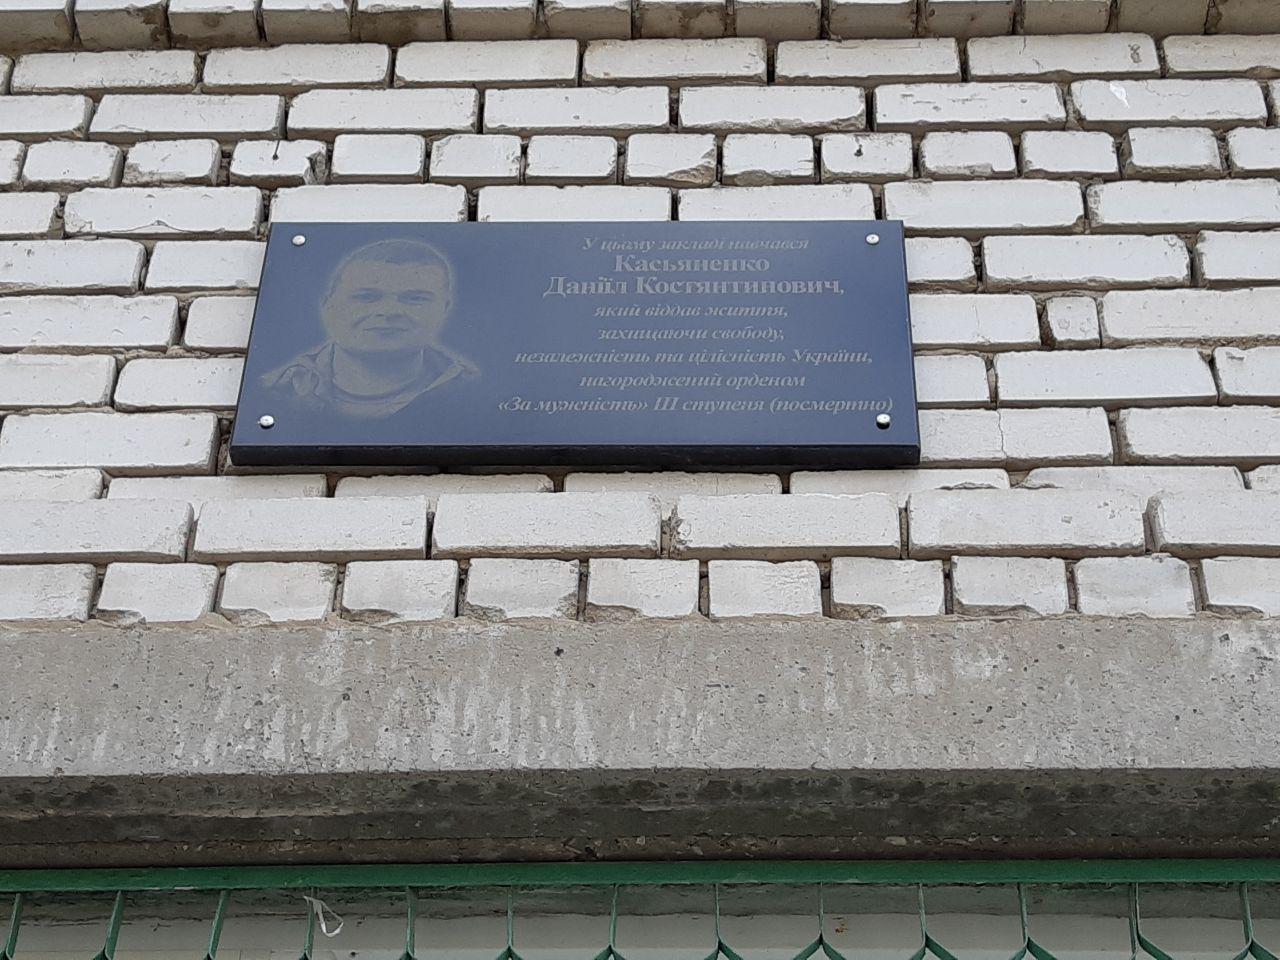 У цьому закладі навчався
Касьяненко
Даніїл Костянтинович,
який віддав життя,
захищаючи свободу,
незалежність та цілісність України,
нагороджений орденом
«За мужність» III ступеня (посмертно)